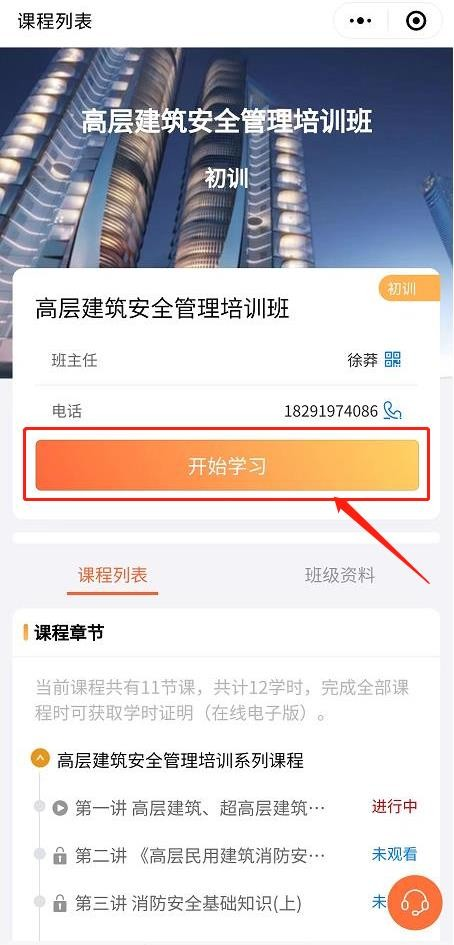 课程列表
高层建筑安全管理培训班
初训
初训
高层建筑安全管理培训班
班主任 徐莽
电话 18291974086
开始学习
课程列表 班级资料
课程章节
当前课程共有11节课，共计12学时，完成全部课
程时可获取学时证明（在线电子版）。
高层建筑安全管理培训系列课程
第一讲 高层建筑、超高层建筑… 进行中
第二讲 《高层民用建筑消防安… 未观看
第三讲 消防安全基础知识(上) 未